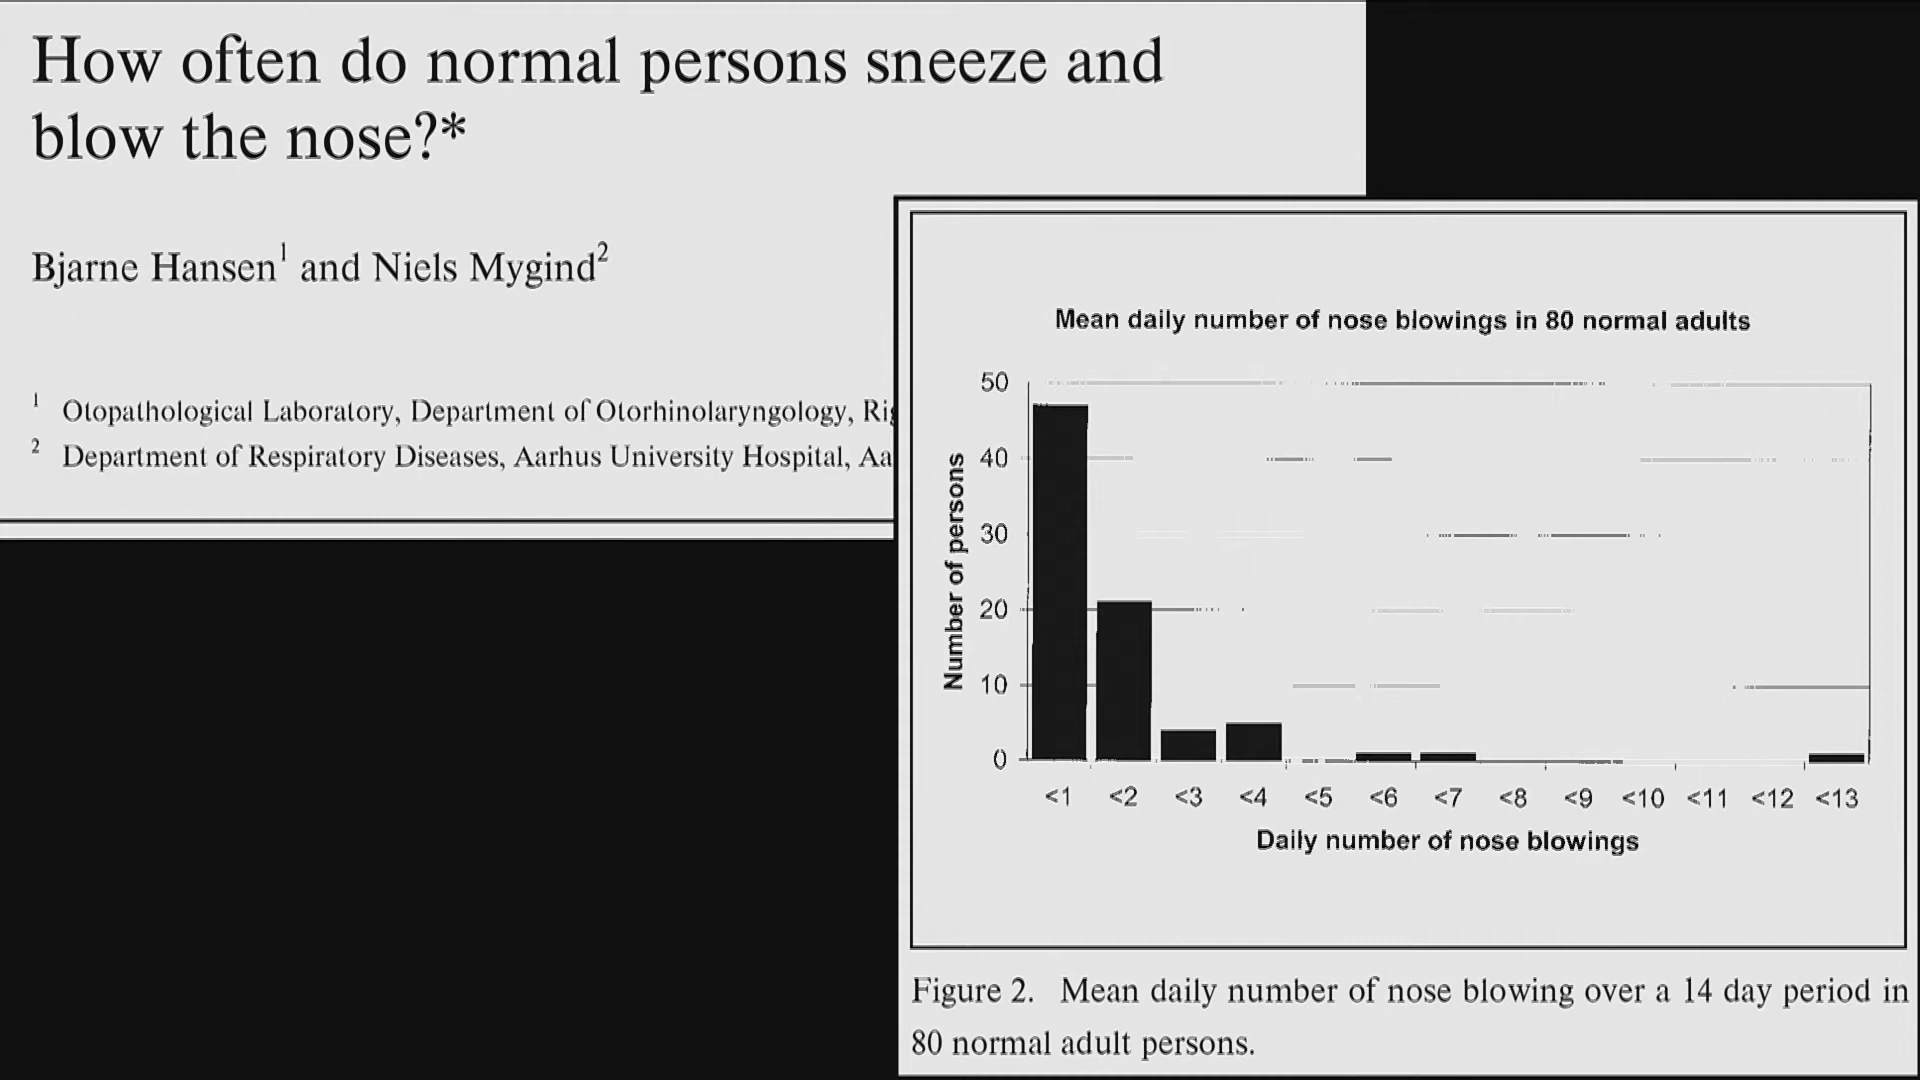 How often do normal persons sneeze and
blow the nose?*
Bjarne Hansen¹ and Niels Mygind²
¹ Otopathological Laboratory, Department of Otorhinolaryngology,
² Department of Respiratory Diseases, Aarhus University Hospital,
Mean daily number of nose blowings in 80 normal adults
Number of persons
50
40
30
20
10
0
<1 <2 <3 <4 <5 <6 <7 <8 <9 <10 <11 <12 <13
Daily number of nose blowings
Figure 2. Mean daily number of nose blowing over a 14 day period in
80 normal adult persons.